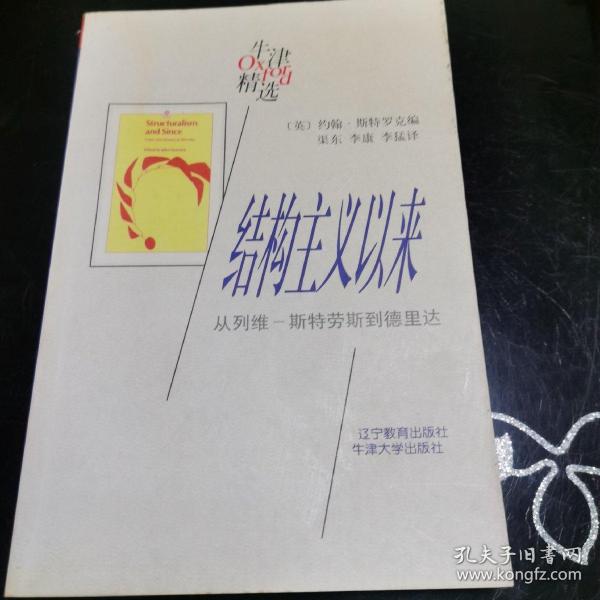 牛津
Oxford
精选
Structuralism
and Since
〔英〕约翰·斯特罗克编
渠东 李康 李猛译
结构主义以来
从列维－斯特劳斯到德里达
辽宁教育出版社
牛津大学出版社
孔夫子旧书网
www.kongfz.com